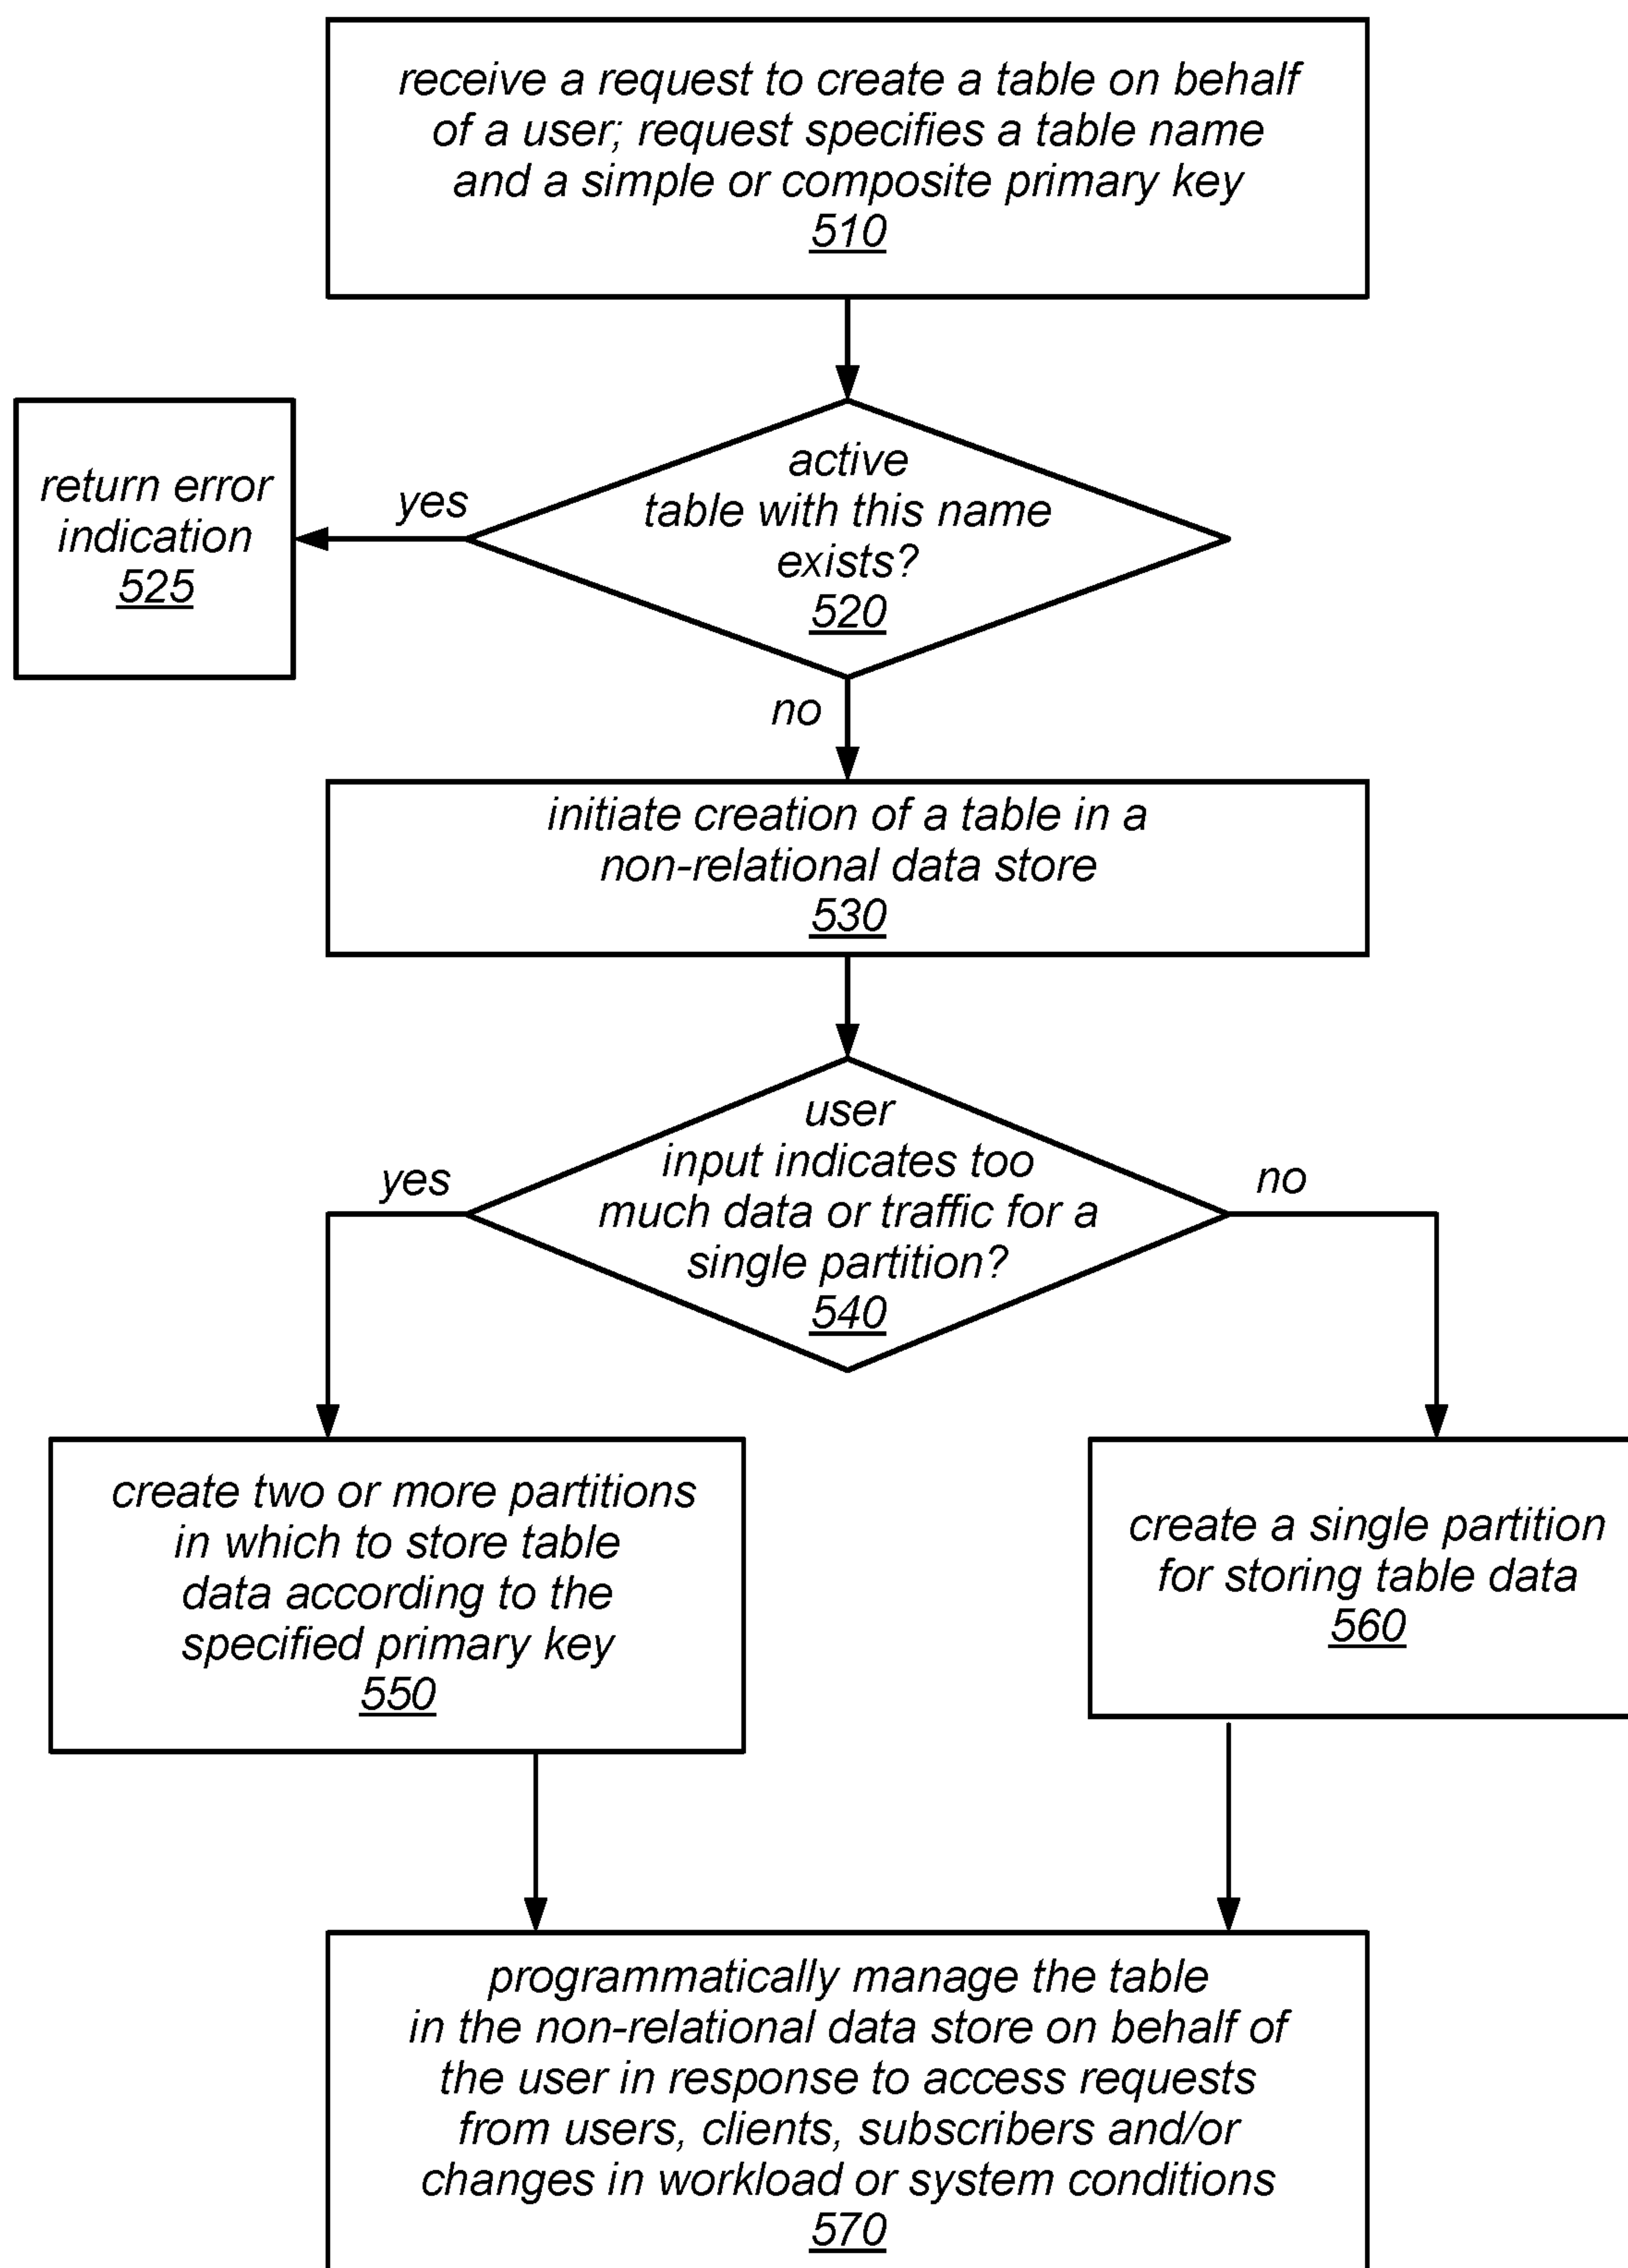 receive a request to create a table on behalf
of a user; request specifies a table name
and a simple or composite primary key
510
active
table with this name
exists?
520
yes
return error
indication
525
no
initiate creation of a table in a
non-relational data store
530
user
input indicates too
much data or traffic for a
single partition?
540
yes
no
create two or more partitions
in which to store table
data according to the
specified primary key
550
create a single partition
for storing table data
560
programmatically manage the table
in the non-relational data store on behalf of
the user in response to access requests
from users, clients, subscribers and/or
changes in workload or system conditions
570